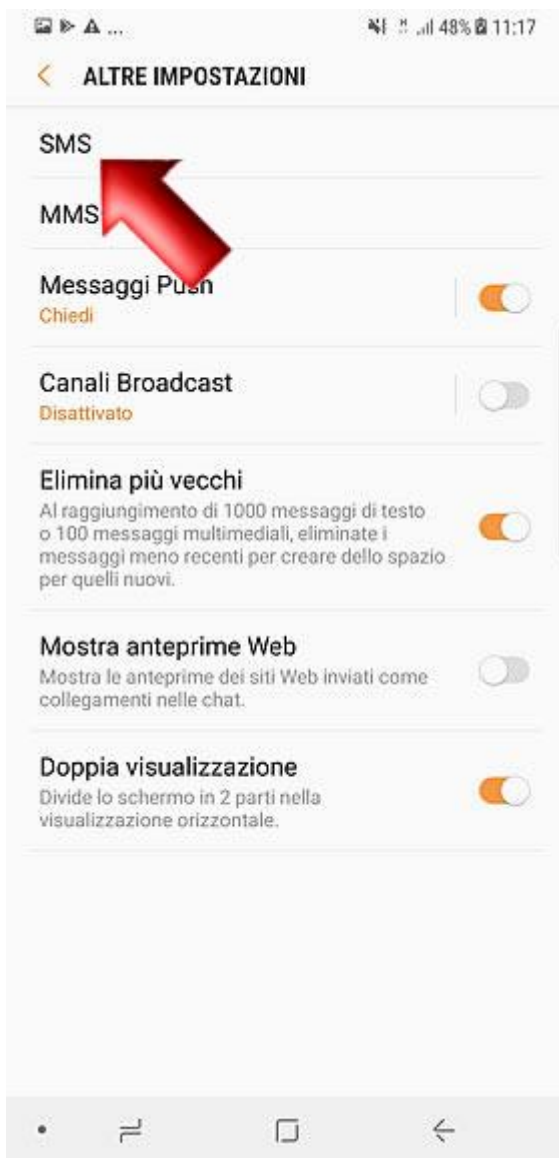 ... 48% 11:17
ALTRE IMPOSTAZIONI
SMS
MMS
Messaggi Push
Chiedi
Canali Broadcast
Disattivato
Elimina più vecchi
Al raggiungimento di 1000 messaggi di testo
o 100 messaggi multimediali, eliminate i
messaggi meno recenti per creare dello spazio
per quelli nuovi.
Mostra anteprime Web
Mostra le anteprime dei siti Web inviati come
collegamenti nelle chat.
Doppia visualizzazione
Divide lo schermo in 2 parti nella
visualizzazione orizzontale.